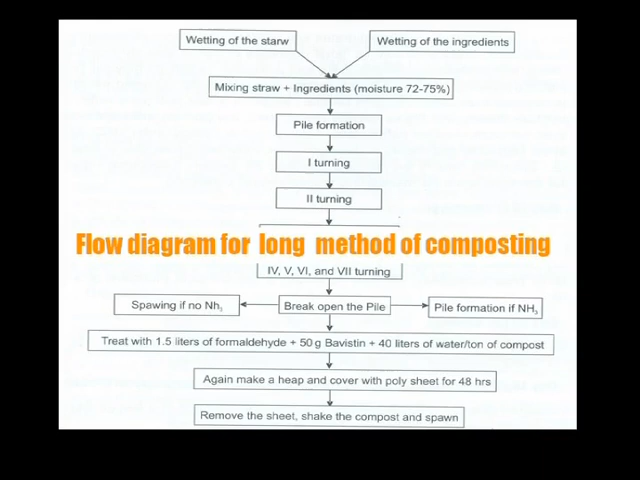 Wetting of the starw
Wetting of the ingredients
Mixing straw + Ingredients (moisture 72-75%)
Pile formation
I turning
II turning
Flow diagram for long method of composting
IV, V, VI, and VII turning
Spawing if no Nh₃
Break open the Pile
Pile formation if NH₃
Treat with 1.5 liters of formaldehyde + 50 g Bavistin + 40 liters of water/ton of compost
Again make a heap and cover with poly sheet for 48 hrs
Remove the sheet, shake the compost and spawn